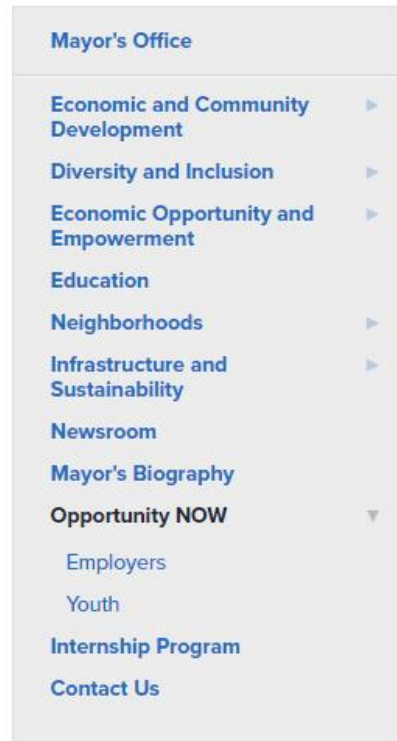 Mayor's Office
Economic and Community
Development
Diversity and Inclusion
Economic Opportunity and
Empowerment
Education
Neighborhoods
Infrastructure and
Sustainability
Newsroom
Mayor's Biography
Opportunity NOW
Employers
Youth
Internship Program
Contact Us